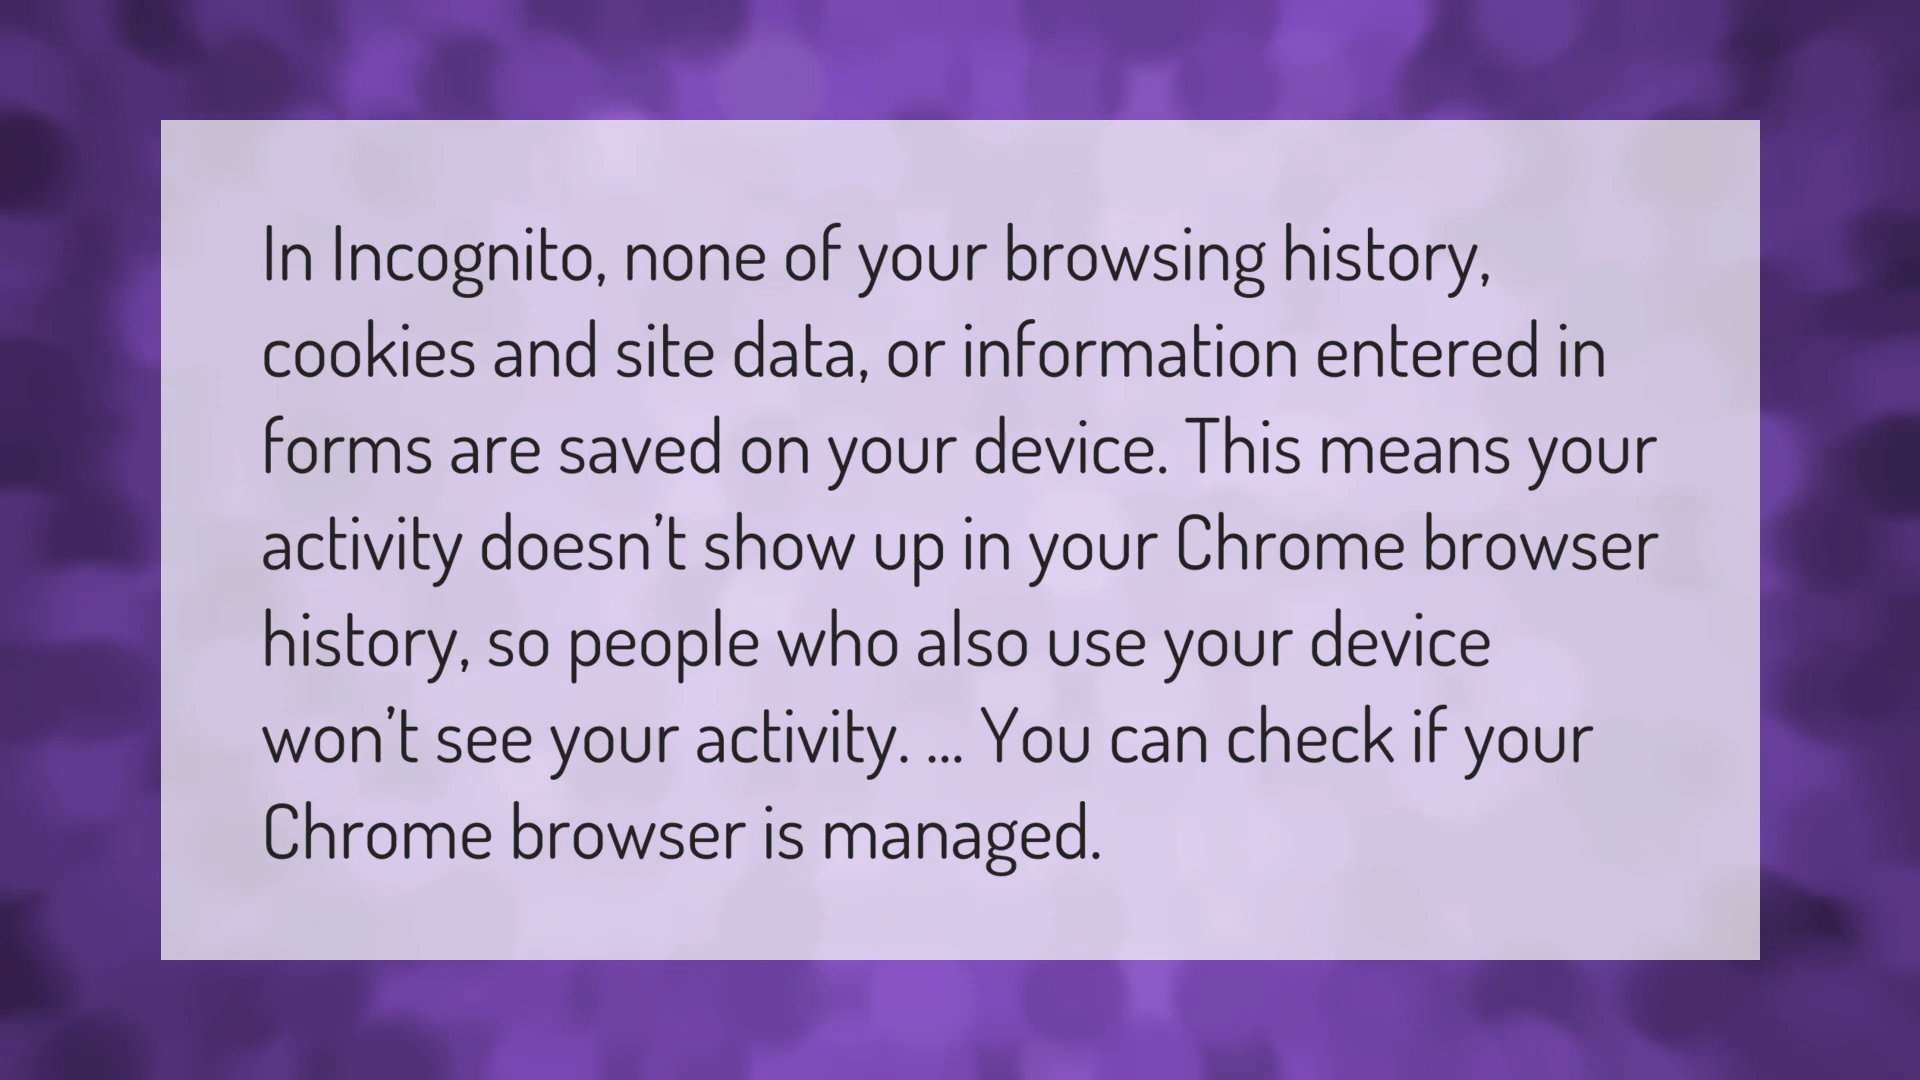 In Incognito, none of your browsing history,
cookies and site data, or information entered in
forms are saved on your device. This means your
activity doesn’t show up in your Chrome browser
history, so people who also use your device
won’t see your activity. ... You can check if your
Chrome browser is managed.